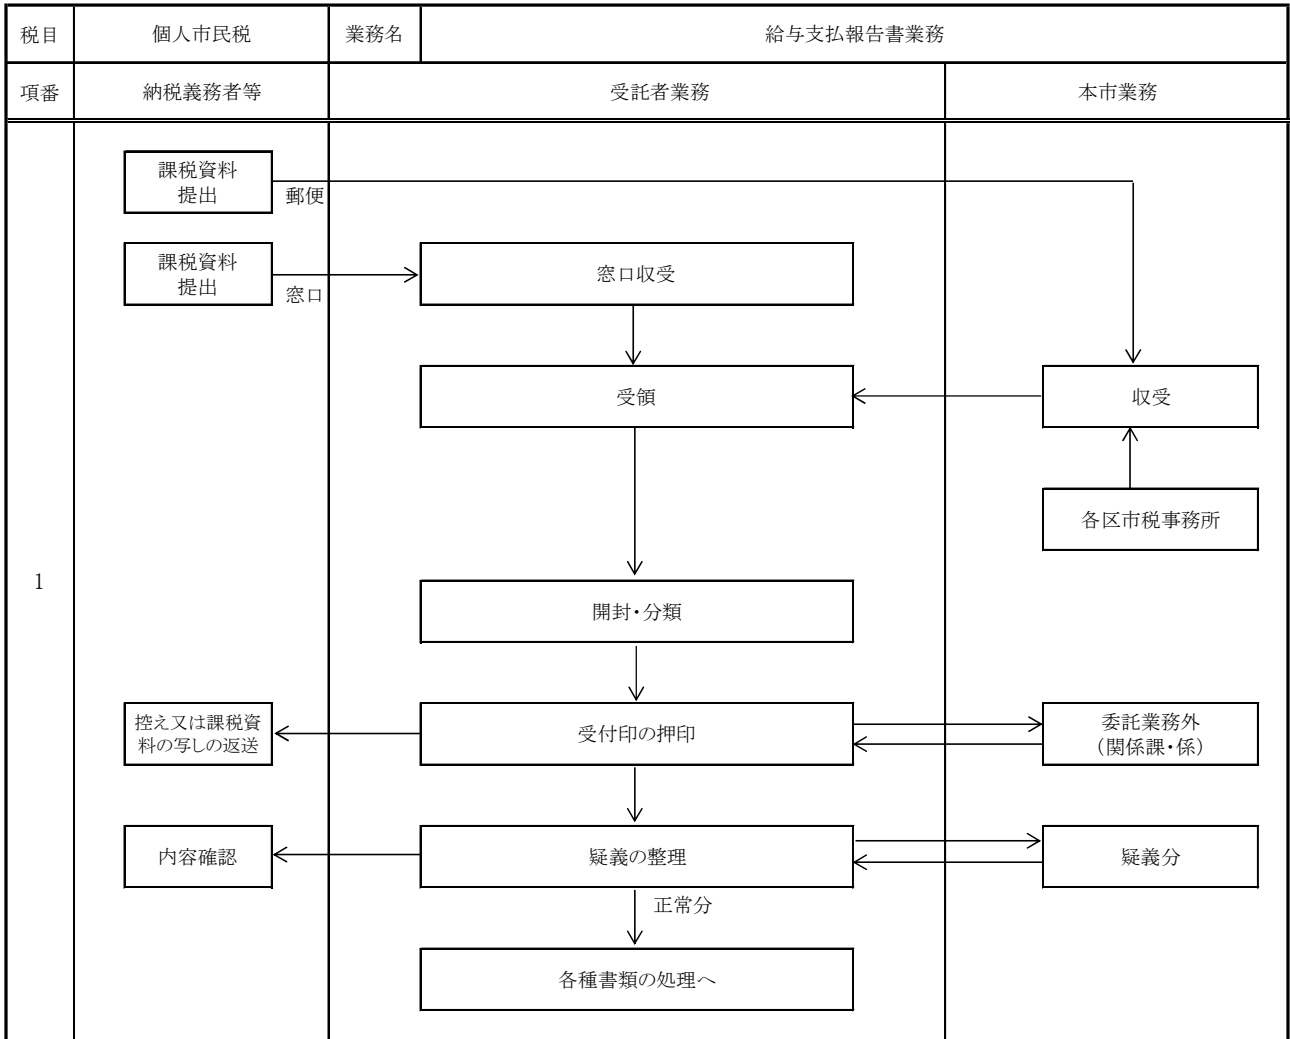 税目
個人市民税
業務名
給与支払報告書業務
項番
納税義務者等
受託者業務
本市業務
課税資料
提出
郵便
課税資料
提出
窓口
窓口収受
受領
収受
各区市税事務所
1
開封・分類
控え又は課税資
料の写しの返送
受付印の押印
委託業務外
（関係課・係）
内容確認
疑義の整理
疑義分
正常分
各種書類の処理へ